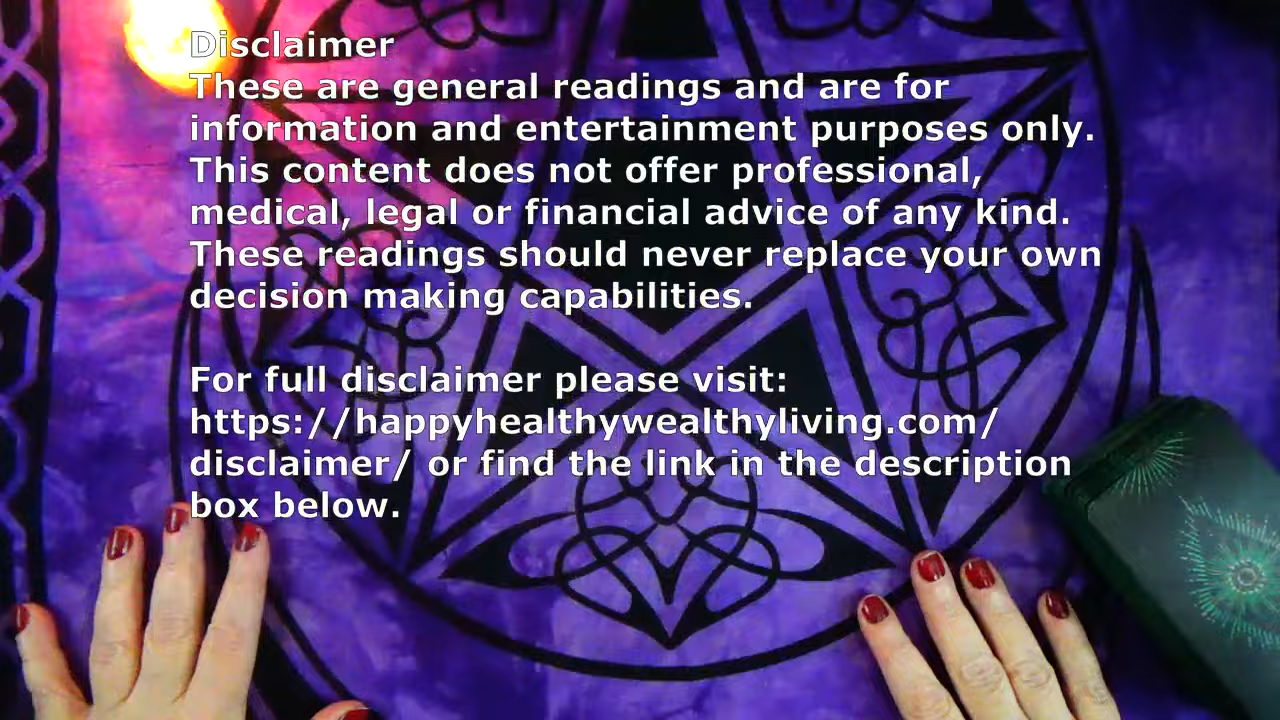 Disclaimer
These are general readings and are for
information and entertainment purposes only.
This content does not offer professional,
medical, legal or financial advice of any kind.
These readings should never replace your own
decision making capabilities.
For full disclaimer please visit:
https://happyhealthywealthyliving.com/
disclaimer/ or find the link in the description
box below.